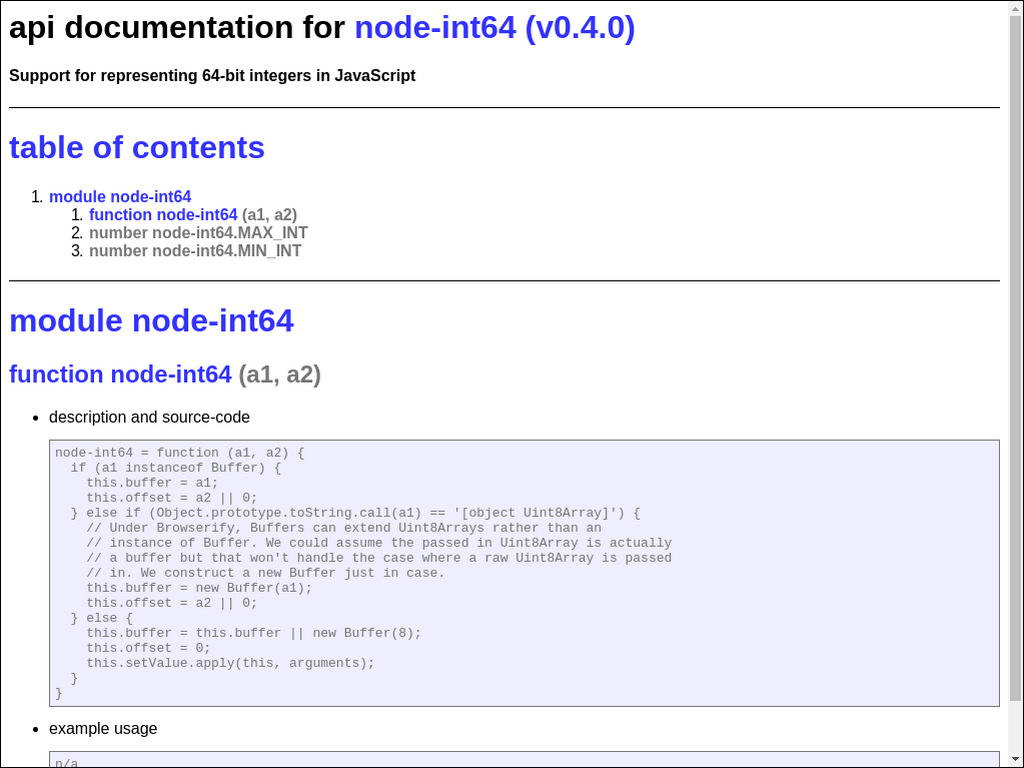 api documentation for node-int64 (v0.4.0)
Support for representing 64-bit integers in JavaScript
table of contents
1. module node-int64
1. function node-int64 (a1, a2)
2. number node-int64.MAX_INT
3. number node-int64.MIN_INT
module node-int64
function node-int64 (a1, a2)
• description and source-code
node-int64 = function (a1, a2) {
  if (a1 instanceof Buffer) {
    this.buffer = a1;
    this.offset = a2 || 0;
  } else if (Object.prototype.toString.call(a1) == '[object Uint8Array]') {
    // Under Browserify, Buffers can extend Uint8Arrays rather than an
    // instance of Buffer. We could assume the passed in Uint8Array is actually
    // a buffer but that won't handle the case where a raw Uint8Array is passed
    // in. We construct a new Buffer just in case.
    this.buffer = new Buffer(a1);
    this.offset = a2 || 0;
  } else {
    this.buffer = this.buffer || new Buffer(8);
    this.offset = 0;
    this.setValue.apply(this, arguments);
  }
}
• example usage
n/a